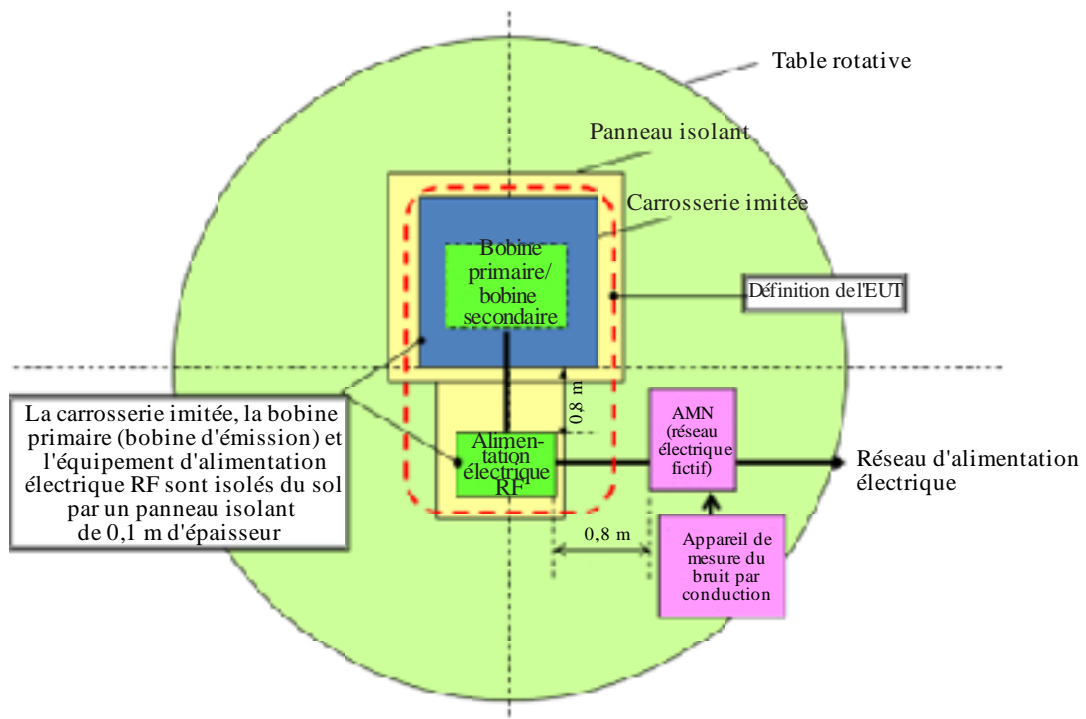 Table rotative
Panneau isolant
Carrosserie imitée
Bobine
primaire/
bobine
secondaire
Définition de l'EUT
0,8 m
La carrosserie imitée, la bobine
primaire (bobine d'émission) et
l'équipement d'alimentation
électrique RF sont isolés du sol
par un panneau isolant
de 0,1 m d'épaisseur
Alimen-
tation
électrique
RF
AMN
(réseau
électrique
fictif)
Réseau d'alimentation
électrique
0,8 m
Appareil de
mesure du
bruit par
conduction